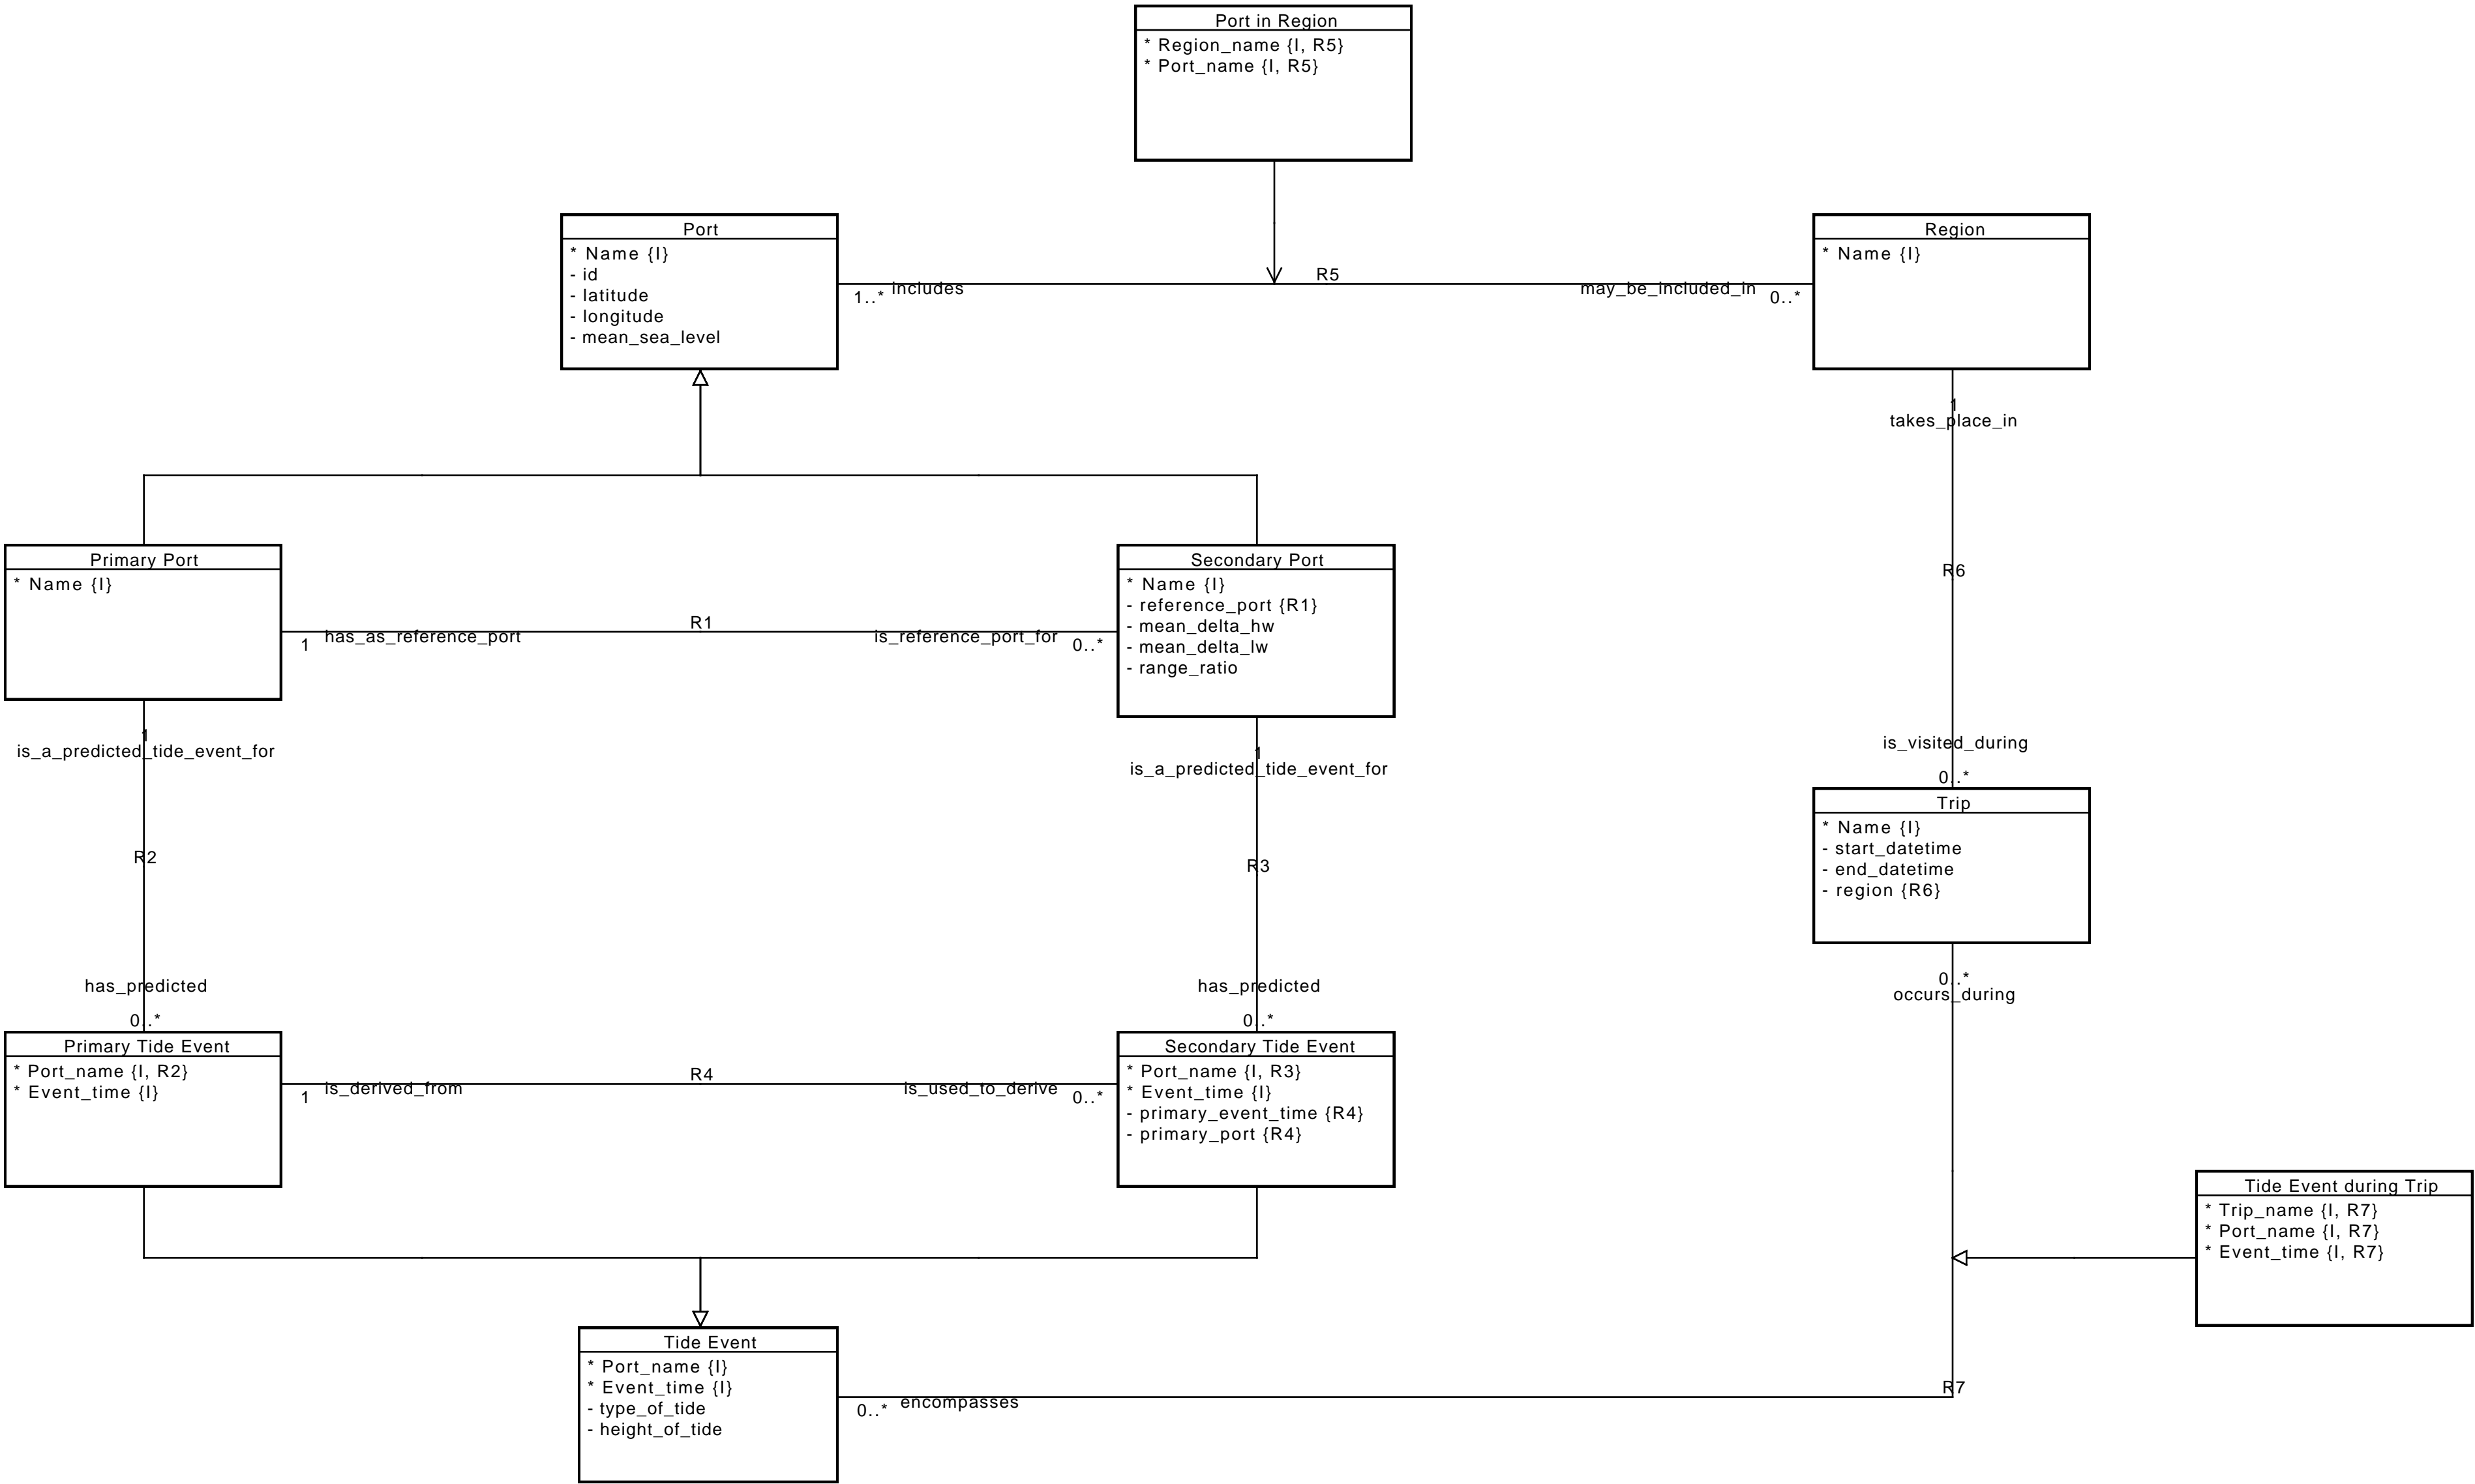 Port in Region
* Region_name {I, R5}
* Port_name {I, R5}
Port
* Name {I}
- id
- latitude
- longitude
- mean_sea_level
Region
* Name {I}
R5
1..* includes
may_be_included_in 0..*
1
takes_place_in
R6
is_visited_during
0..*
Primary Port
* Name {I}
Secondary Port
* Name {I}
- reference_port {R1}
- mean_delta_hw
- mean_delta_lw
- range_ratio
R1
1 has_as_reference_port
is_reference_port_for 0..*
1
is_a_predicted_tide_event_for
R2
has_predicted
0..*
1
is_a_predicted_tide_event_for
R3
has_predicted
0..*
Trip
* Name {I}
- start_datetime
- end_datetime
- region {R6}
0..*
occurs_during
Primary Tide Event
* Port_name {I, R2}
* Event_time {I}
R4
1 is_derived_from
is_used_to_derive 0..*
Secondary Tide Event
* Port_name {I, R3}
* Event_time {I}
- primary_event_time {R4}
- primary_port {R4}
Tide Event during Trip
* Trip_name {I, R7}
* Port_name {I, R7}
* Event_time {I, R7}
Tide Event
* Port_name {I}
* Event_time {I}
- type_of_tide
- height_of_tide
0..* encompasses
R7